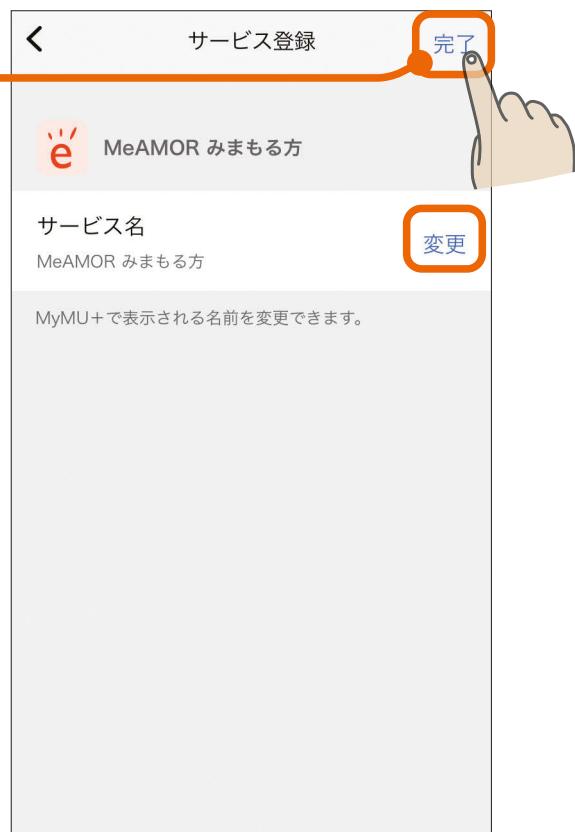 サービス登録
完了
MeAMOR みまもる方
サービス名
MeAMOR みまもる方
変更
MyMU+で表示される名前を変更できます。